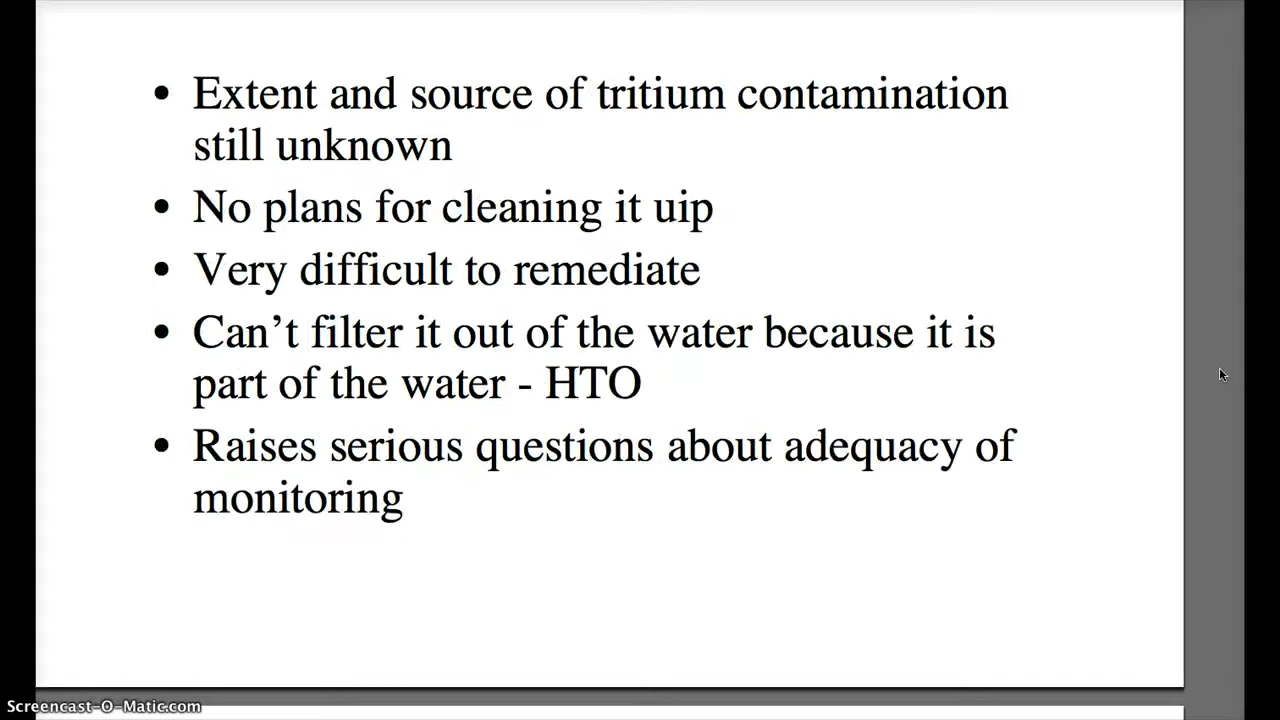 • Extent and source of tritium contamination
still unknown
• No plans for cleaning it uip
• Very difficult to remediate
• Can’t filter it out of the water because it is
part of the water - HTO
• Raises serious questions about adequacy of
monitoring
Screencast-O-Matic.com